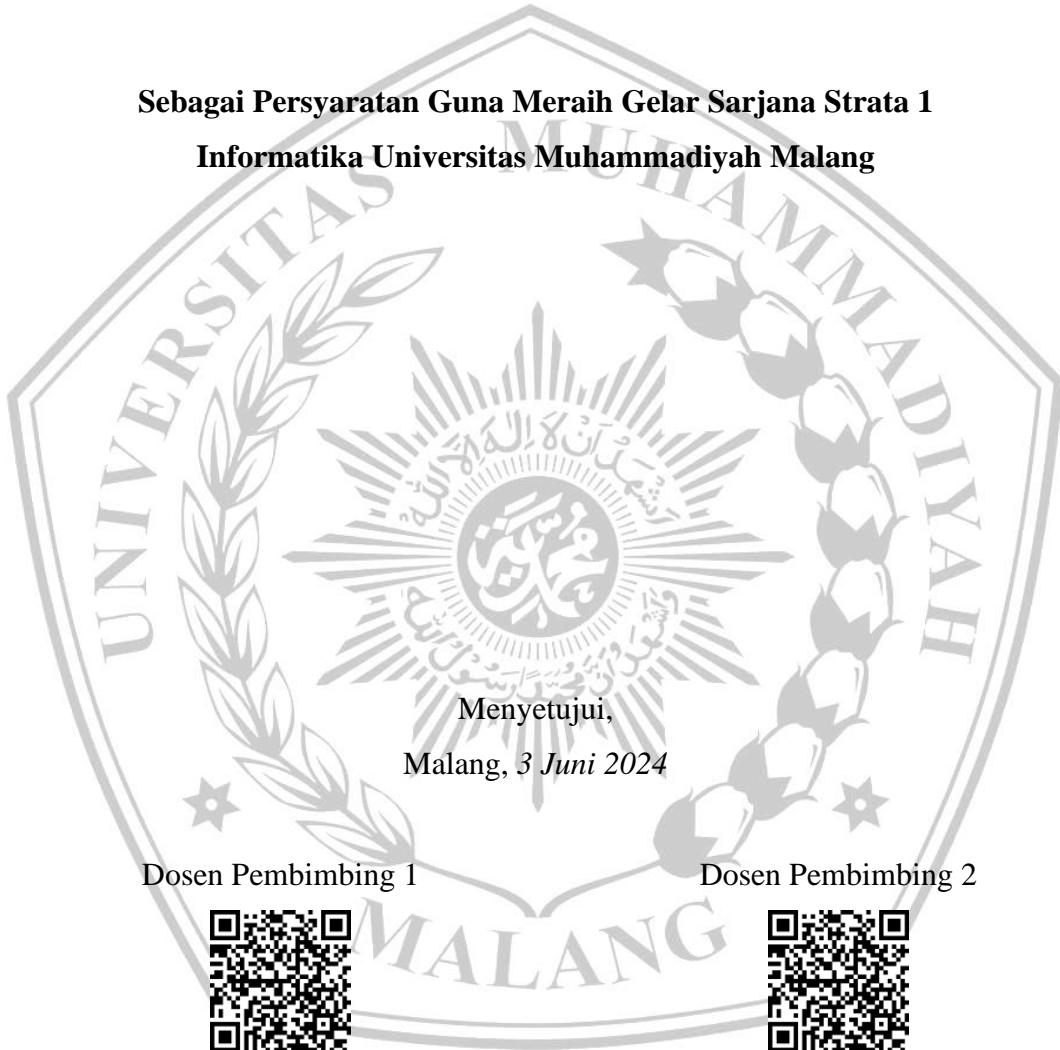 Sebagai Persyaratan Guna Meraih Gelar Sarjana Strata 1
Informatika Universitas Muhammadiyah Malang
UNIVERSITAS MUHAMMADIYAH
Menyetujui,
Malang, 3 Juni 2024
Dosen Pembimbing 1 Dosen Pembimbing 2
MALANG